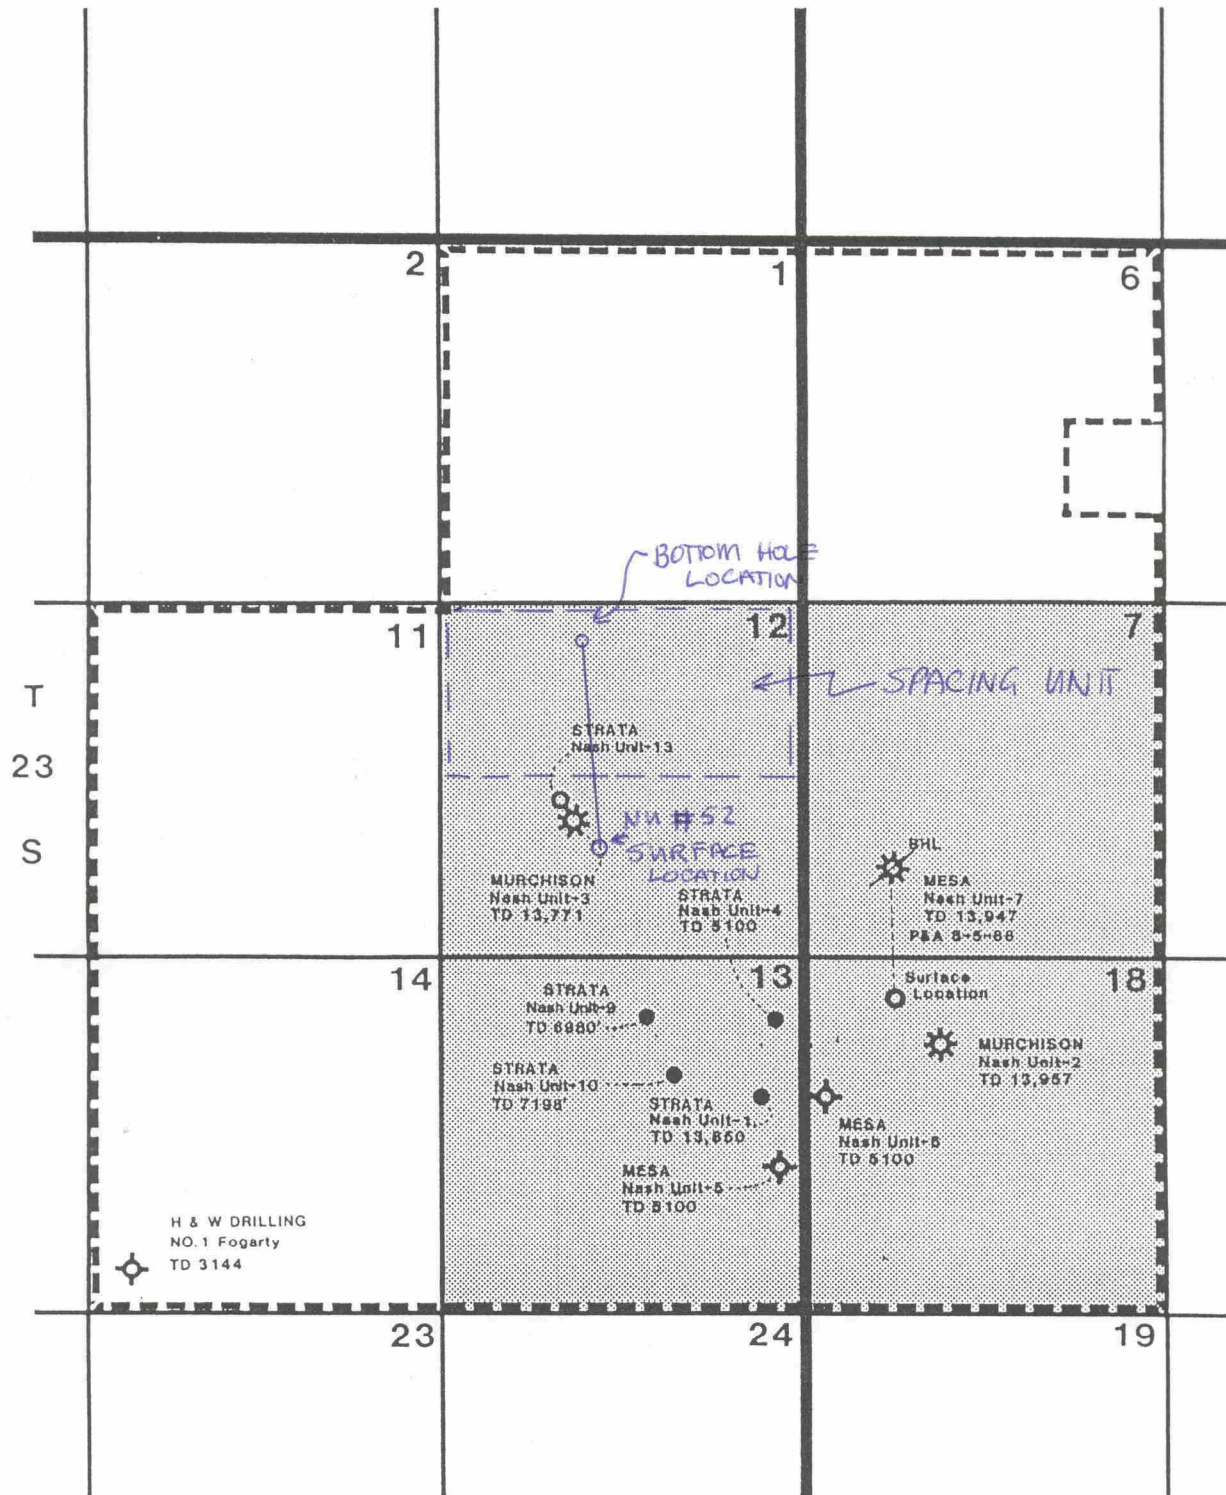 2
1
6
BOTTOM HOLE
LOCATION
11
12
7
T
23
S
SPACING UNIT
STRATA
Nash Unit-13
NU #52
SURFACE
LOCATION
MURCHISON
Nash Unit-3
TD 13,771
STRATA
Nash Unit-4
TD 5100
BHL
MESA
Nash Unit-7
TD 13,947
P&A 8-5-86
14
13
18
Surface
Location
STRATA
Nash Unit-9
TD 6980'
MURCHISON
Nash Unit-2
TD 13,957
STRATA
Nash Unit-10
TD 7198'
STRATA
Nash Unit-1
TD 13,850
MESA
Nash Unit-6
TD 5100
MESA
Nash Unit-5
TD 5100
H & W DRILLING
NO. 1 Fogarty
TD 3144
23
24
19